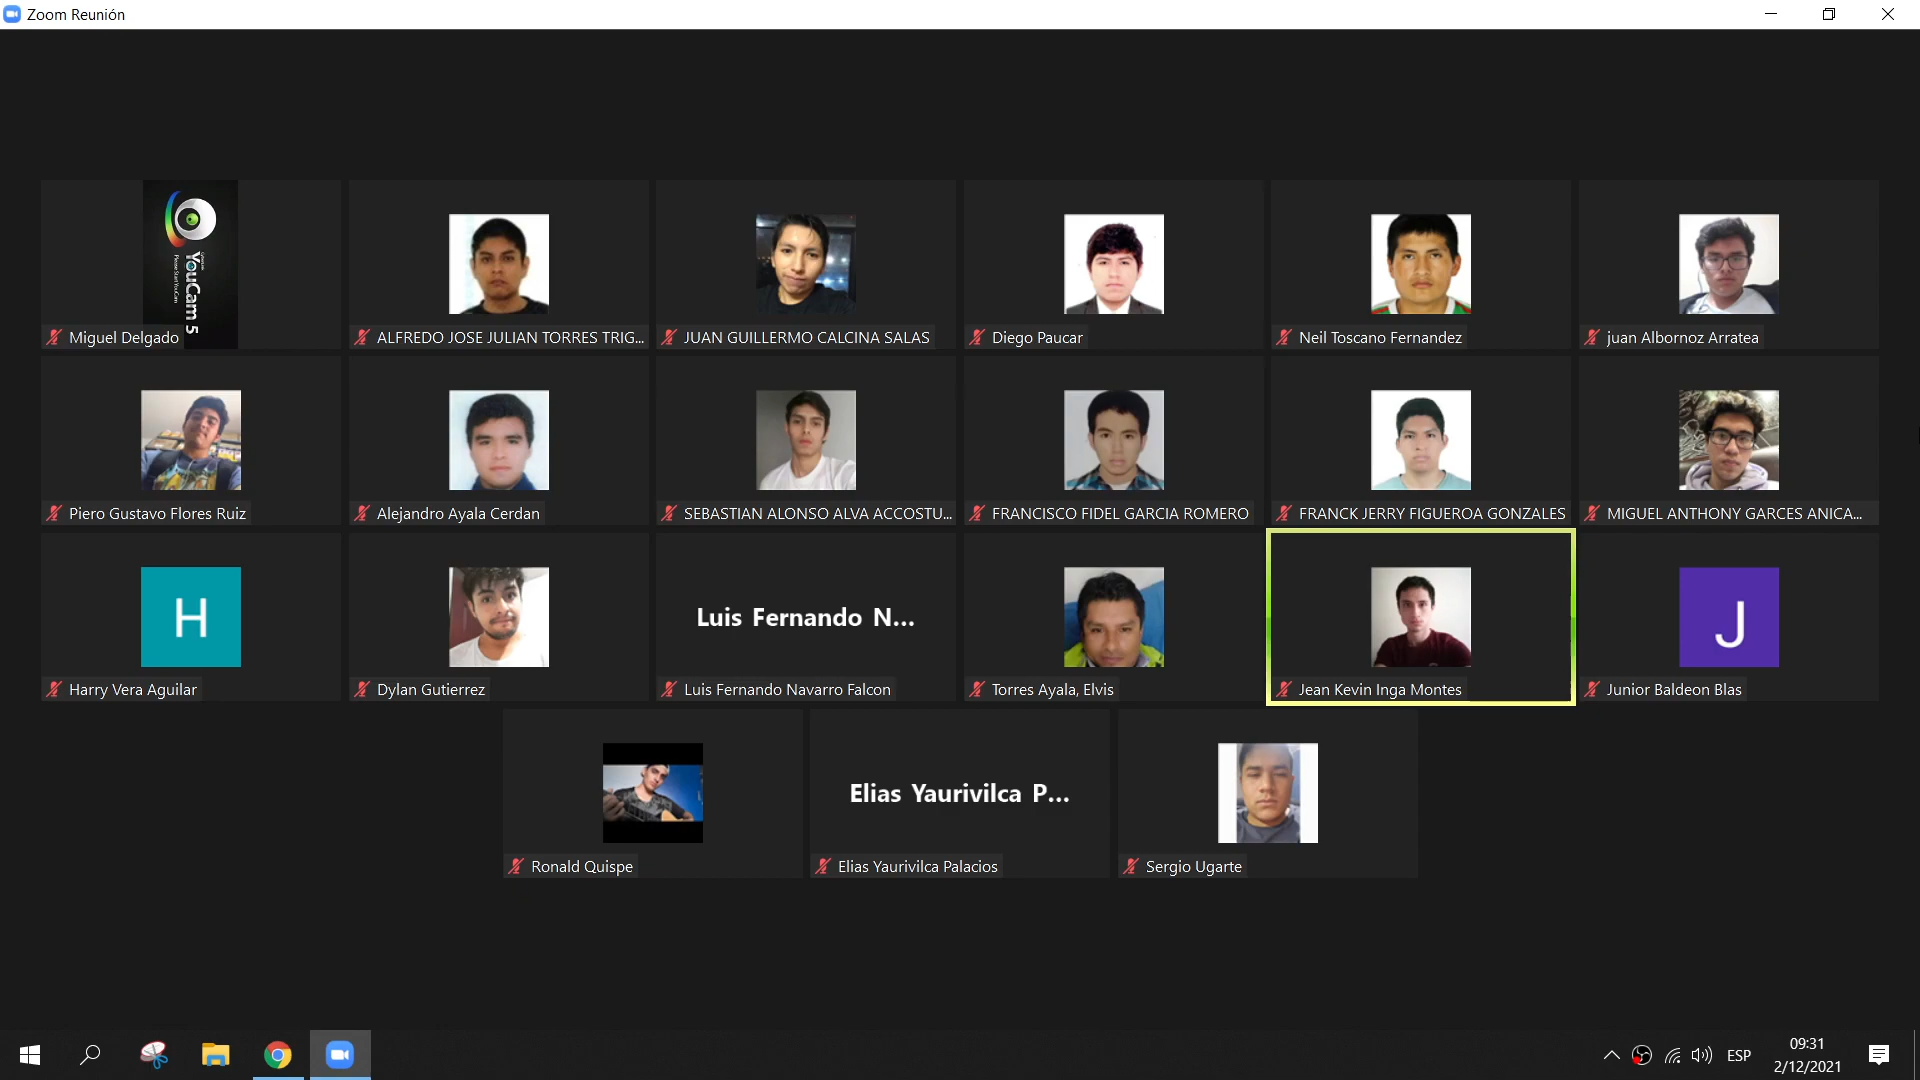 Zoom Reunión
YouCam 5
Please Start YouCam
Miguel Delgado
ALFREDO JOSE JULIAN TORRES TRIG...
JUAN GUILLERMO CALCINA SALAS
Diego Paucar
Neil Toscano Fernandez
juan Albornoz Arratea
Piero Gustavo Flores Ruiz
Alejandro Ayala Cerdan
SEBASTIAN ALONSO ALVA ACCOSTU...
FRANCISCO FIDEL GARCIA ROMERO
FRANCK JERRY FIGUEROA GONZALES
MIGUEL ANTHONY GARCES ANICA...
H
Luis Fernando N...
J
Harry Vera Aguilar
Dylan Gutierrez
Luis Fernando Navarro Falcon
Torres Ayala, Elvis
Jean Kevin Inga Montes
Junior Baldeon Blas
Elias Yaurivilca P...
Ronald Quispe
Elias Yaurivilca Palacios
Sergio Ugarte
ESP
09:31
2/12/2021